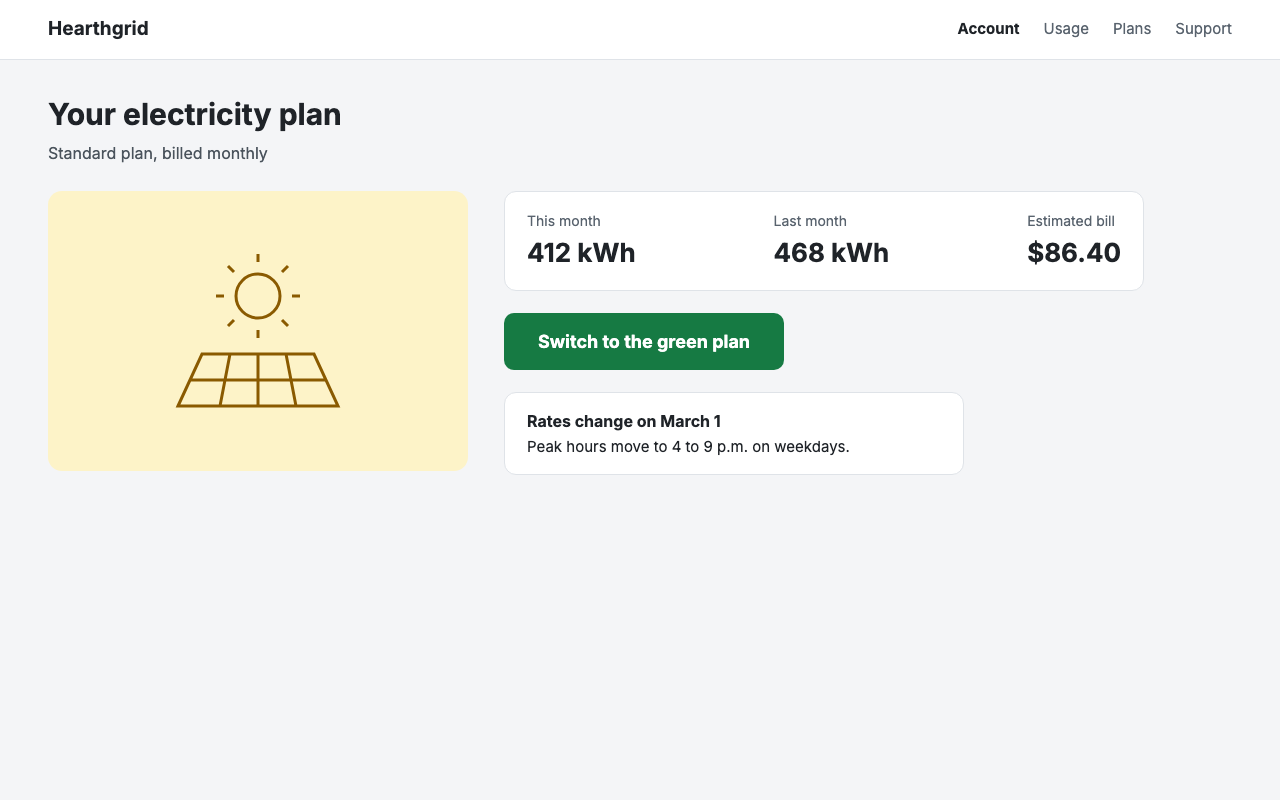 Hearthgrid
Account Usage Plans Support
Your electricity plan
Standard plan, billed monthly
This month
412 kWh
Last month
468 kWh
Estimated bill
$86.40
Switch to the green plan
Rates change on March 1
Peak hours move to 4 to 9 p.m. on weekdays.